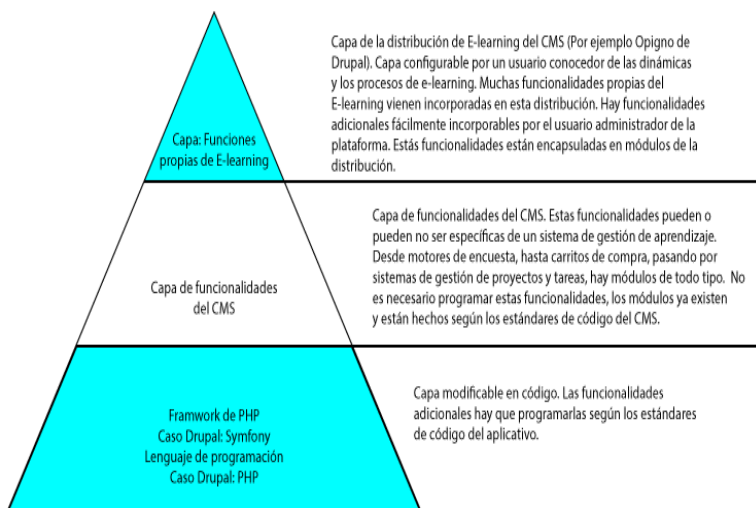 Capa de la distribución de E-learning del CMS (Por ejemplo Opigno de
Drupal). Capa configurable por un usuario conocedor de las dinámicas
y los procesos de e-learning. Muchas funcionalidades propias del
E-learning vienen incorporadas en esta distribución. Hay funcionalidades
adicionales fácilmente incorporables por el usuario administrador de la
plataforma. Estás funcionalidades están encapsuladas en módulos de la
distribución.
Capa: Funciones
propias de E-learning
Capa de funcionalidades del CMS. Estas funcionalidades pueden o
pueden no ser específicas de un sistema de gestión de aprendizaje.
Desde motores de encuesta, hasta carritos de compra, pasando por
sistemas de gestión de proyectos y tareas, hay módulos de todo tipo. No
es necesario programar estas funcionalidades, los módulos ya existen
y están hechos según los estándares de código del CMS.
Capa de funcionalidades
del CMS
Capa modificable en código. Las funcionalidades
adicionales hay que programarlas según los estándares
de código del aplicativo.
Framwork de PHP
Caso Drupal: Symfony
Lenguaje de programación
Caso Drupal: PHP